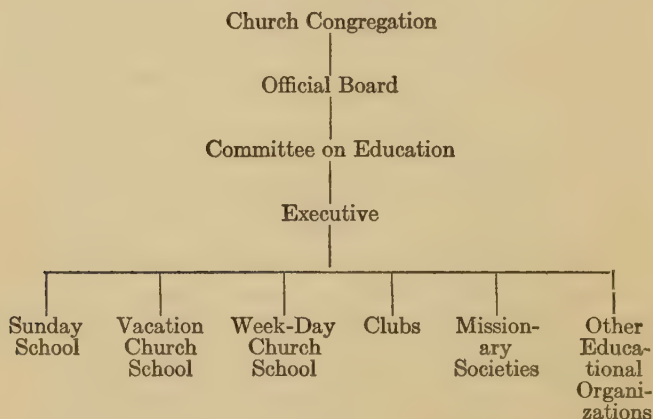 Church Congregation
Official Board
Committee on Education
Executive
Sunday
School
Vacation
Church
School
Week-Day
Church
School
Clubs
Mission-
ary
Societies
Other
Educa-
tional
Organi-
zations